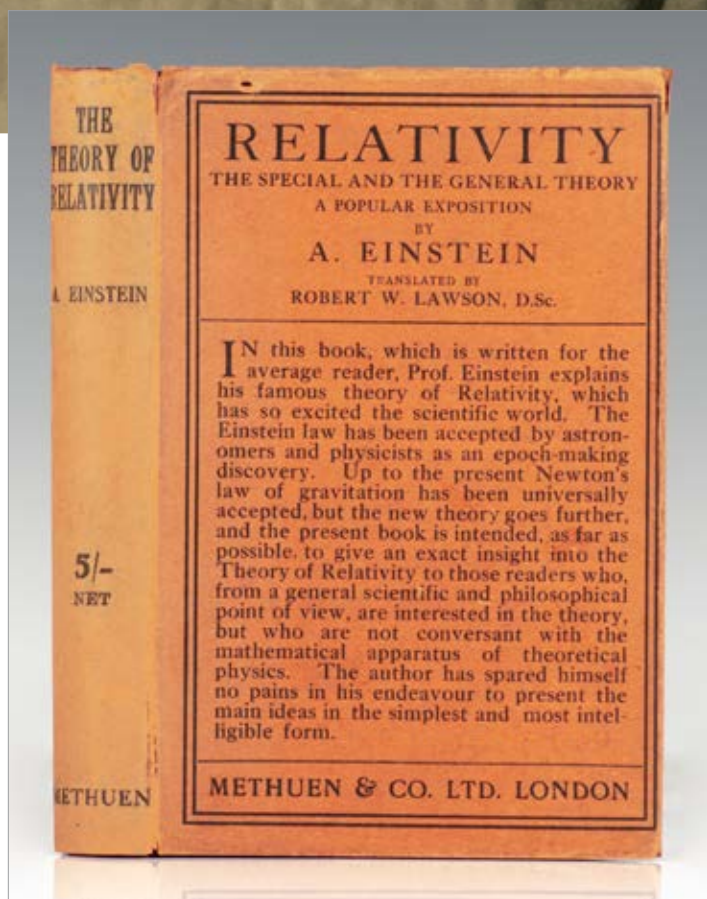 THE
THEORY OF
RELATIVITY
A EINSTEIN
5/-
NET
METHUEN
RELATIVITY
THE SPECIAL AND THE GENERAL THEORY
A POPULAR EXPOSITION
BY
A. EINSTEIN
TRANSLATED BY
ROBERT W. LAWSON, D.Sc.
IN this book, which is written for the
average reader, Prof. Einstein explains
his famous theory of Relativity, which
has so excited the scientific world. The
Einstein law has been accepted by astron-
omers and physicists as an epoch-making
discovery. Up to the present Newton's
law of gravitation has been universally
accepted, but the new theory goes further,
and the present book is intended, as far as
possible, to give an exact insight into the
Theory of Relativity to those readers who,
from a general scientific and philosophical
point of view, are interested in the theory,
but who are not conversant with the
mathematical apparatus of theoretical
physics. The author has spared himself
no pains in his endeavour to present the
main ideas in the simplest and most intel-
ligible form.
METHUEN & CO. LTD. LONDON